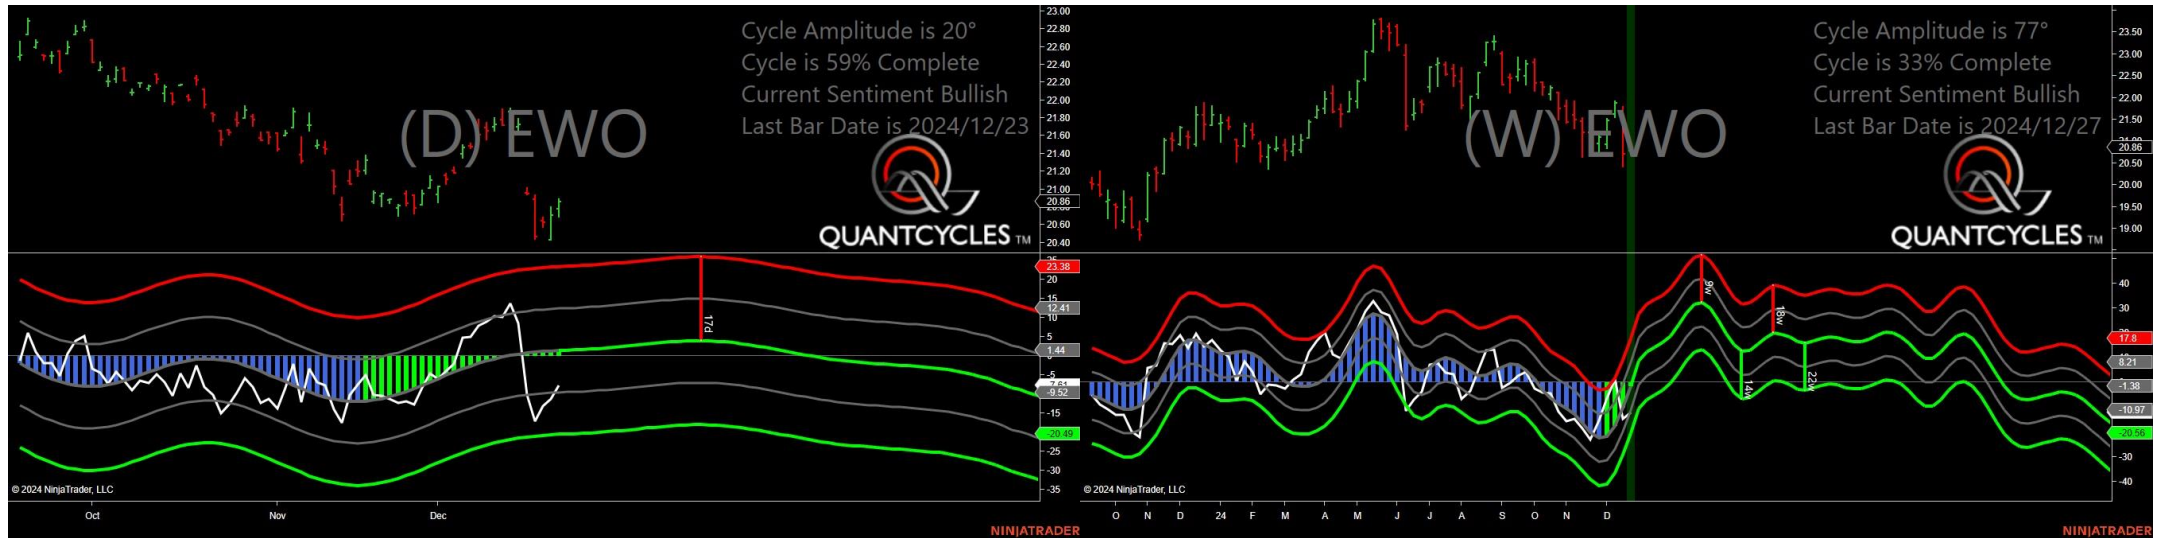 Cycle Amplitude is 20°
Cycle is 59% Complete
Current Sentiment Bullish
Last Bar Date is 2024/12/23
(D) EWO
QUANTCYCLES TM
23.00
22.80
22.60
22.40
22.20
22.00
21.80
21.60
21.40
21.20
21.00
20.86
20.60
20.40
25
23.38
20
15
12.41
10
5
1.44
-5
-9.52
-15
-20.49
-25
-30
-35
17d
© 2024 NinjaTrader, LLC
Oct
Nov
Dec
NINJATRADER
Cycle Amplitude is 77°
Cycle is 33% Complete
Current Sentiment Bullish
Last Bar Date is 2024/12/27
(W) EWO
QUANTCYCLES TM
23.50
23.00
22.50
22.00
21.50
20.86
20.50
20.00
19.50
19.00
40
30
17.8
8.21
-1.38
-10.97
-20.56
-30
-40
9w
18w
14w
22w
© 2024 NinjaTrader, LLC
O
N
D
24
F
M
A
M
J
J
A
S
O
N
D
NINJATRADER